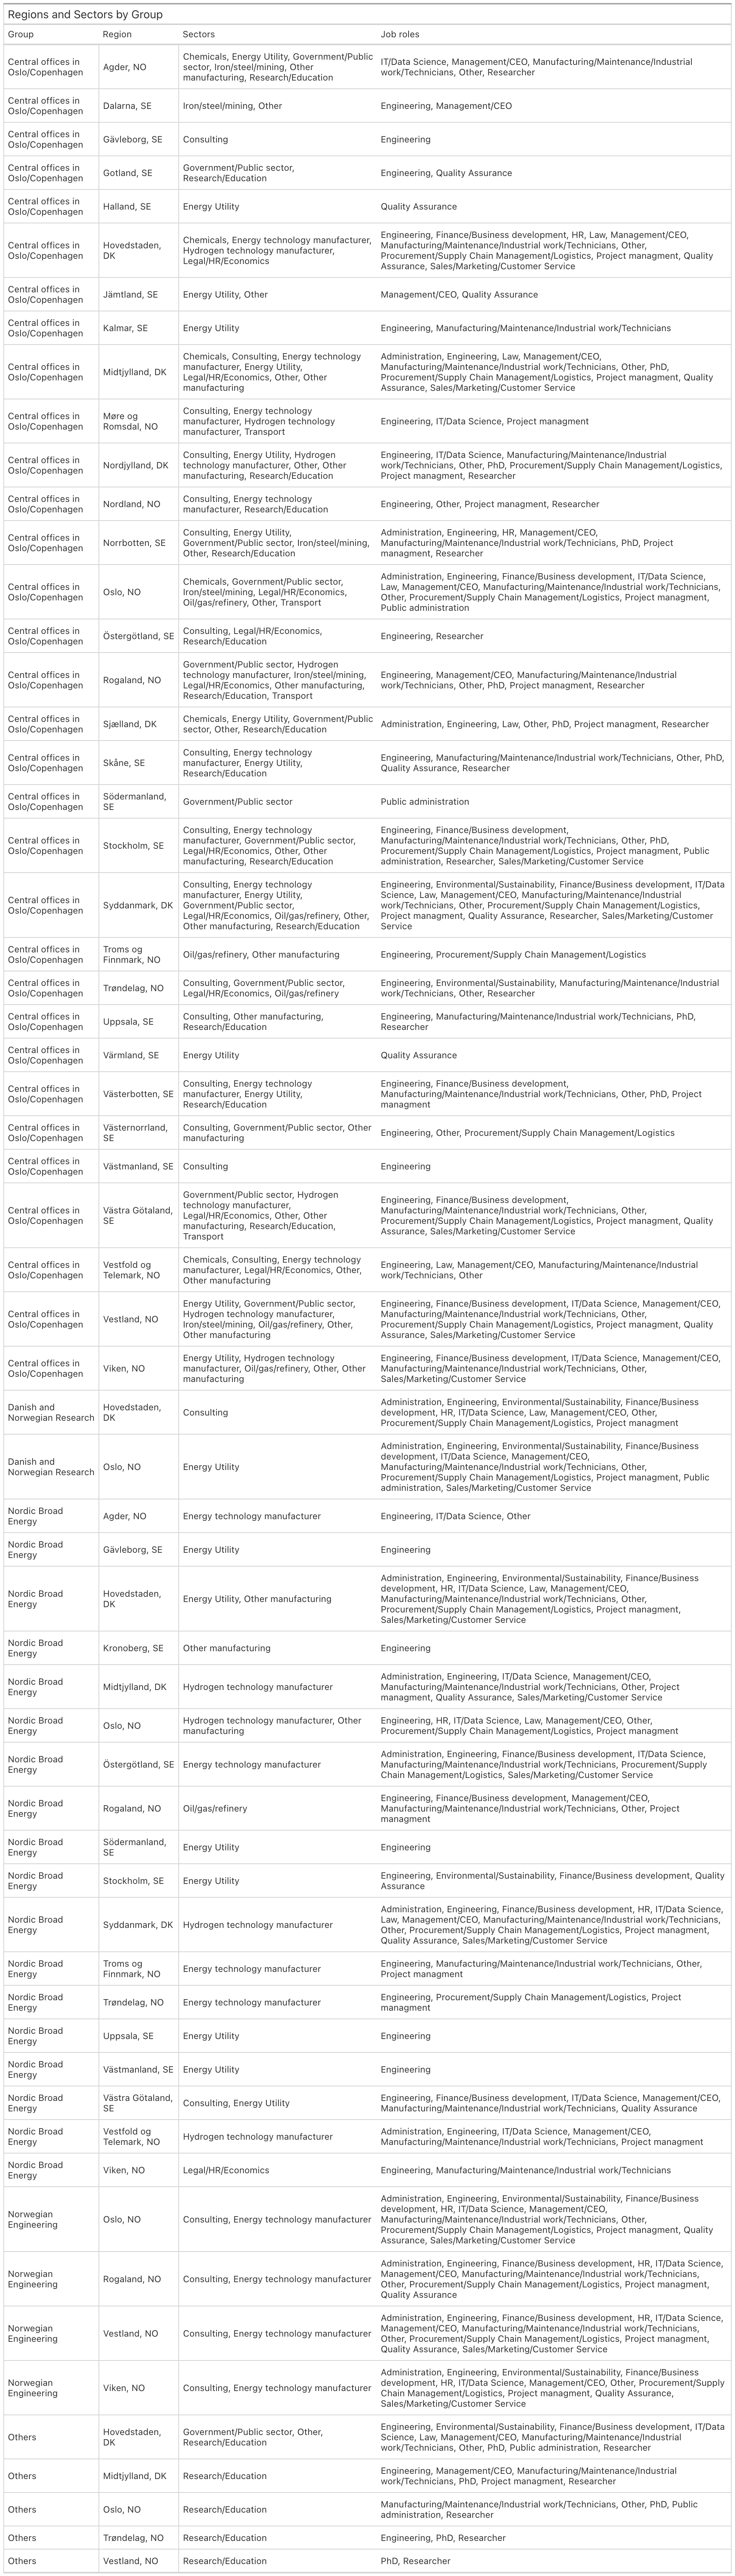 Regions and Sectors by Group
Group Region Sectors Job roles
Central offices in Oslo/Copenhagen Agder, NO Chemicals, Energy Utility, Government/Public sector, Iron/steel/mining, Other manufacturing, Research/Education IT/Data Science, Management/CEO, Manufacturing/Maintenance/Industrial work/Technicians, Other, Researcher
Central offices in Oslo/Copenhagen Dalarna, SE Iron/steel/mining, Other Engineering, Management/CEO
Central offices in Oslo/Copenhagen Gävleborg, SE Consulting Engineering
Central offices in Oslo/Copenhagen Gotland, SE Government/Public sector, Research/Education Engineering, Quality Assurance
Central offices in Oslo/Copenhagen Halland, SE Energy Utility Quality Assurance
Central offices in Oslo/Copenhagen Hovedstaden, DK Chemicals, Energy technology manufacturer, Hydrogen technology manufacturer, Legal/HR/Economics Engineering, Finance/Business development, HR, Law, Management/CEO, Manufacturing/Maintenance/Industrial work/Technicians, Other, Procurement/Supply Chain Management/Logistics, Project managment, Quality Assurance, Sales/Marketing/Customer Service
Central offices in Oslo/Copenhagen Jämtland, SE Energy Utility, Other Management/CEO, Quality Assurance
Central offices in Oslo/Copenhagen Kalmar, SE Energy Utility Engineering, Manufacturing/Maintenance/Industrial work/Technicians
Central offices in Oslo/Copenhagen Midtjylland, DK Chemicals, Consulting, Energy technology manufacturer, Energy Utility, Legal/HR/Economics, Other, Other manufacturing Administration, Engineering, Law, Management/CEO, Manufacturing/Maintenance/Industrial work/Technicians, Other, PhD, Procurement/Supply Chain Management/Logistics, Project managment, Quality Assurance, Sales/Marketing/Customer Service
Central offices in Oslo/Copenhagen Møre og Romsdal, NO Consulting, Energy technology manufacturer, Hydrogen technology manufacturer, Transport Engineering, IT/Data Science, Project managment
Central offices in Oslo/Copenhagen Nordjylland, DK Consulting, Energy Utility, Hydrogen technology manufacturer, Other, Other manufacturing, Research/Education Engineering, IT/Data Science, Manufacturing/Maintenance/Industrial work/Technicians, Other, PhD, Procurement/Supply Chain Management/Logistics, Project managment, Researcher
Central offices in Oslo/Copenhagen Nordland, NO Consulting, Energy technology manufacturer, Research/Education Engineering, Other, Project managment, Researcher
Central offices in Oslo/Copenhagen Norrbotten, SE Consulting, Energy Utility, Government/Public sector, Iron/steel/mining, Other, Research/Education Administration, Engineering, HR, Management/CEO, Manufacturing/Maintenance/Industrial work/Technicians, PhD, Project managment, Researcher
Central offices in Oslo/Copenhagen Oslo, NO Chemicals, Government/Public sector, Iron/steel/mining, Legal/HR/Economics, Oil/gas/refinery, Other, Transport Administration, Engineering, Finance/Business development, IT/Data Science, Law, Management/CEO, Manufacturing/Maintenance/Industrial work/Technicians, Other, Procurement/Supply Chain Management/Logistics, Project managment, Public administration
Central offices in Oslo/Copenhagen Östergötland, SE Consulting, Legal/HR/Economics, Research/Education Engineering, Researcher
Central offices in Oslo/Copenhagen Rogaland, NO Government/Public sector, Hydrogen technology manufacturer, Iron/steel/mining, Legal/HR/Economics, Other manufacturing, Research/Education, Transport Engineering, Management/CEO, Manufacturing/Maintenance/Industrial work/Technicians, Other, PhD, Project managment, Researcher
Central offices in Oslo/Copenhagen Sjælland, DK Chemicals, Energy Utility, Government/Public sector, Other, Research/Education Administration, Engineering, Law, Other, PhD, Project managment, Researcher
Central offices in Oslo/Copenhagen Skåne, SE Consulting, Energy technology manufacturer, Energy Utility, Research/Education Engineering, Manufacturing/Maintenance/Industrial work/Technicians, Other, PhD, Quality Assurance, Researcher
Central offices in Oslo/Copenhagen Södermanland, SE Government/Public sector Public administration
Central offices in Oslo/Copenhagen Stockholm, SE Consulting, Energy technology manufacturer, Government/Public sector, Legal/HR/Economics, Other, Other manufacturing, Research/Education Engineering, Finance/Business development, Manufacturing/Maintenance/Industrial work/Technicians, Other, PhD, Procurement/Supply Chain Management/Logistics, Project managment, Public administration, Researcher, Sales/Marketing/Customer Service
Central offices in Oslo/Copenhagen Syddanmark, DK Consulting, Energy technology manufacturer, Energy Utility, Government/Public sector, Legal/HR/Economics, Oil/gas/refinery, Other, Other manufacturing, Research/Education Engineering, Environmental/Sustainability, Finance/Business development, IT/Data Science, Law, Management/CEO, Manufacturing/Maintenance/Industrial work/Technicians, Other, Procurement/Supply Chain Management/Logistics, Project managment, Quality Assurance, Researcher, Sales/Marketing/Customer Service
Central offices in Oslo/Copenhagen Troms og Finnmark, NO Oil/gas/refinery, Other manufacturing Engineering, Procurement/Supply Chain Management/Logistics
Central offices in Oslo/Copenhagen Trøndelag, NO Consulting, Government/Public sector, Legal/HR/Economics, Oil/gas/refinery Engineering, Environmental/Sustainability, Manufacturing/Maintenance/Industrial work/Technicians, Other, Researcher
Central offices in Oslo/Copenhagen Uppsala, SE Consulting, Other manufacturing, Research/Education Engineering, Manufacturing/Maintenance/Industrial work/Technicians, PhD, Researcher
Central offices in Oslo/Copenhagen Värmland, SE Energy Utility Quality Assurance
Central offices in Oslo/Copenhagen Västerbotten, SE Consulting, Energy technology manufacturer, Energy Utility, Research/Education Engineering, Finance/Business development, Manufacturing/Maintenance/Industrial work/Technicians, Other, PhD, Project managment
Central offices in Oslo/Copenhagen Västernorrland, SE Consulting, Government/Public sector, Other manufacturing Engineering, Other, Procurement/Supply Chain Management/Logistics
Central offices in Oslo/Copenhagen Västmanland, SE Consulting Engineering
Central offices in Oslo/Copenhagen Västra Götaland, SE Government/Public sector, Hydrogen technology manufacturer, Legal/HR/Economics, Other, Other manufacturing, Research/Education, Transport Engineering, Finance/Business development, Manufacturing/Maintenance/Industrial work/Technicians, Other, Procurement/Supply Chain Management/Logistics, Project managment, Quality Assurance, Sales/Marketing/Customer Service
Central offices in Oslo/Copenhagen Vestfold og Telemark, NO Chemicals, Consulting, Energy technology manufacturer, Legal/HR/Economics, Other, Other manufacturing Engineering, Law, Management/CEO, Manufacturing/Maintenance/Industrial work/Technicians, Other
Central offices in Oslo/Copenhagen Vestland, NO Energy Utility, Government/Public sector, Hydrogen technology manufacturer, Iron/steel/mining, Oil/gas/refinery, Other, Other manufacturing Engineering, Finance/Business development, IT/Data Science, Management/CEO, Manufacturing/Maintenance/Industrial work/Technicians, Other, Procurement/Supply Chain Management/Logistics, Project managment, Quality Assurance, Sales/Marketing/Customer Service
Central offices in Oslo/Copenhagen Viken, NO Energy Utility, Hydrogen technology manufacturer, Oil/gas/refinery, Other, Other manufacturing Engineering, Finance/Business development, IT/Data Science, Management/CEO, Manufacturing/Maintenance/Industrial work/Technicians, Other, Sales/Marketing/Customer Service
Danish and Norwegian Research Hovedstaden, DK Consulting Administration, Engineering, Environmental/Sustainability, Finance/Business development, HR, IT/Data Science, Law, Management/CEO, Other, Procurement/Supply Chain Management/Logistics, Project managment
Danish and Norwegian Research Oslo, NO Energy Utility Administration, Engineering, Environmental/Sustainability, Finance/Business development, IT/Data Science, Management/CEO, Manufacturing/Maintenance/Industrial work/Technicians, Other, Procurement/Supply Chain Management/Logistics, Project managment, Public administration, Sales/Marketing/Customer Service
Nordic Broad Energy Agder, NO Energy technology manufacturer Engineering, IT/Data Science, Other
Nordic Broad Energy Gävleborg, SE Energy Utility Engineering
Nordic Broad Energy Hovedstaden, DK Energy Utility, Other manufacturing Administration, Engineering, Environmental/Sustainability, Finance/Business development, HR, IT/Data Science, Law, Management/CEO, Manufacturing/Maintenance/Industrial work/Technicians, Other, Procurement/Supply Chain Management/Logistics, Project managment, Sales/Marketing/Customer Service
Nordic Broad Energy Kronoberg, SE Other manufacturing Engineering
Nordic Broad Energy Midtjylland, DK Hydrogen technology manufacturer Administration, Engineering, IT/Data Science, Management/CEO, Manufacturing/Maintenance/Industrial work/Technicians, Other, Project managment, Quality Assurance, Sales/Marketing/Customer Service
Nordic Broad Energy Oslo, NO Hydrogen technology manufacturer, Other manufacturing Engineering, HR, IT/Data Science, Law, Management/CEO, Other, Procurement/Supply Chain Management/Logistics, Project managment
Nordic Broad Energy Östergötland, SE Energy technology manufacturer Administration, Engineering, Finance/Business development, IT/Data Science, Manufacturing/Maintenance/Industrial work/Technicians, Procurement/Supply Chain Management/Logistics, Sales/Marketing/Customer Service
Nordic Broad Energy Rogaland, NO Oil/gas/refinery Engineering, Finance/Business development, Management/CEO, Manufacturing/Maintenance/Industrial work/Technicians, Other, Project managment
Nordic Broad Energy Södermanland, SE Energy Utility Engineering
Nordic Broad Energy Stockholm, SE Energy Utility Engineering, Environmental/Sustainability, Finance/Business development, Quality Assurance
Nordic Broad Energy Syddanmark, DK Hydrogen technology manufacturer Administration, Engineering, Finance/Business development, HR, IT/Data Science, Law, Management/CEO, Manufacturing/Maintenance/Industrial work/Technicians, Other, Procurement/Supply Chain Management/Logistics, Project managment, Quality Assurance, Sales/Marketing/Customer Service
Nordic Broad Energy Troms og Finnmark, NO Energy technology manufacturer Engineering, Manufacturing/Maintenance/Industrial work/Technicians, Other, Project managment
Nordic Broad Energy Trøndelag, NO Energy technology manufacturer Engineering, Procurement/Supply Chain Management/Logistics, Project managment
Nordic Broad Energy Uppsala, SE Energy Utility Engineering
Nordic Broad Energy Västmanland, SE Energy Utility Engineering
Nordic Broad Energy Västra Götaland, SE Consulting, Energy Utility Engineering, Finance/Business development, IT/Data Science, Management/CEO, Manufacturing/Maintenance/Industrial work/Technicians, Quality Assurance
Nordic Broad Energy Vestfold og Telemark, NO Hydrogen technology manufacturer Administration, Engineering, IT/Data Science, Management/CEO, Manufacturing/Maintenance/Industrial work/Technicians, Project managment
Nordic Broad Energy Viken, NO Legal/HR/Economics Engineering, Manufacturing/Maintenance/Industrial work/Technicians
Norwegian Engineering Oslo, NO Consulting, Energy technology manufacturer Administration, Engineering, Environmental/Sustainability, Finance/Business development, HR, IT/Data Science, Management/CEO, Manufacturing/Maintenance/Industrial work/Technicians, Other, Procurement/Supply Chain Management/Logistics, Project managment, Quality Assurance, Sales/Marketing/Customer Service
Norwegian Engineering Rogaland, NO Consulting, Energy technology manufacturer Administration, Engineering, Finance/Business development, HR, IT/Data Science, Management/CEO, Manufacturing/Maintenance/Industrial work/Technicians, Other, Procurement/Supply Chain Management/Logistics, Project managment, Quality Assurance
Norwegian Engineering Vestland, NO Consulting, Energy technology manufacturer Administration, Engineering, Finance/Business development, HR, IT/Data Science, Management/CEO, Manufacturing/Maintenance/Industrial work/Technicians, Other, Procurement/Supply Chain Management/Logistics, Project managment, Quality Assurance, Sales/Marketing/Customer Service
Norwegian Engineering Viken, NO Consulting, Energy technology manufacturer Administration, Engineering, Environmental/Sustainability, Finance/Business development, HR, IT/Data Science, Management/CEO, Other, Procurement/Supply Chain Management/Logistics, Project managment, Quality Assurance, Sales/Marketing/Customer Service
Others Hovedstaden, DK Government/Public sector, Other, Research/Education Engineering, Environmental/Sustainability, Finance/Business development, IT/Data Science, Law, Management/CEO, Manufacturing/Maintenance/Industrial work/Technicians, Other, PhD, Public administration, Researcher
Others Midtjylland, DK Research/Education Engineering, Management/CEO, Manufacturing/Maintenance/Industrial work/Technicians, PhD, Project managment, Researcher
Others Oslo, NO Research/Education Manufacturing/Maintenance/Industrial work/Technicians, Other, PhD, Public administration, Researcher
Others Trøndelag, NO Research/Education Engineering, PhD, Researcher
Others Vestland, NO Research/Education PhD, Researcher